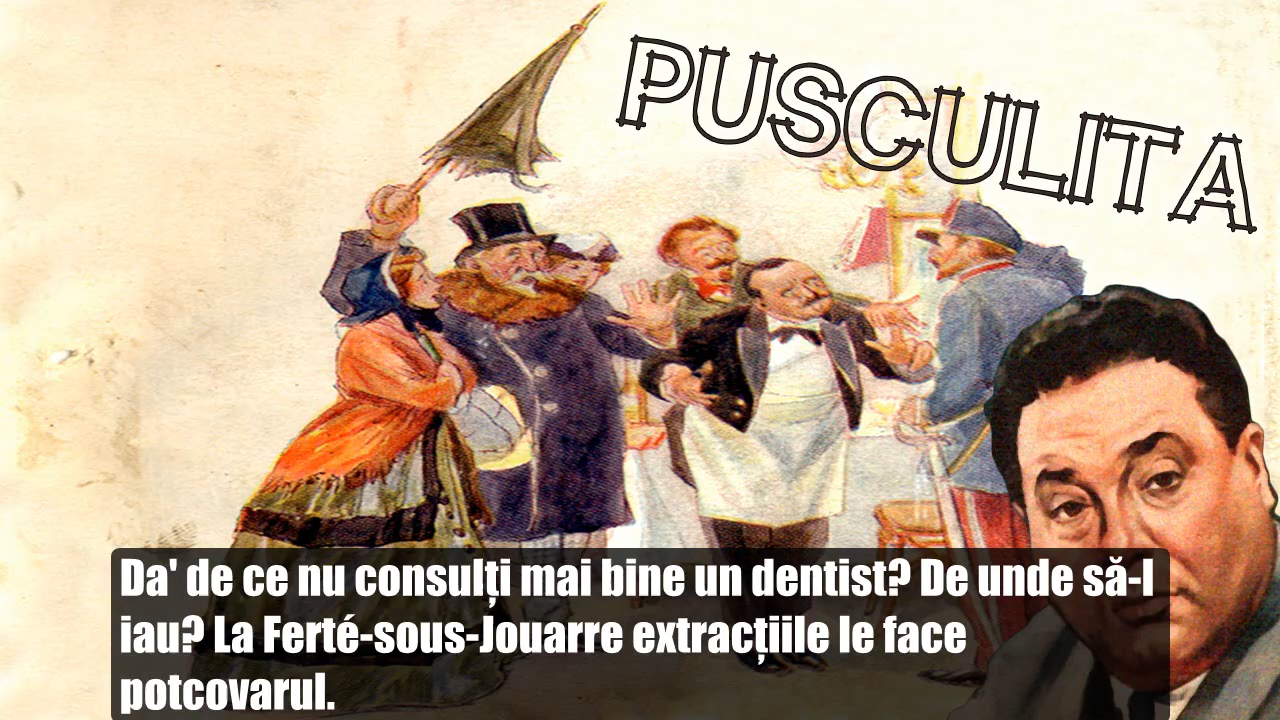 PUSCULITA
Da' de ce nu consulți mai bine un dentist? De unde să-l
iau? La Ferté-sous-Jouarre extracțiile le face
potcovarul.